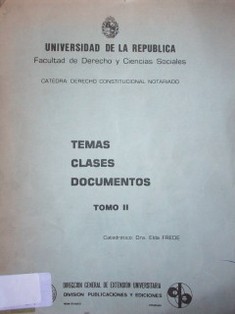 UNIVERSIDAD DE LA REPUBLICA
Facultad de Derecho y Ciencias Sociales
CATEDRA DERECHO CONSTITUCIONAL NOTARIADO
TEMAS
CLASES
DOCUMENTOS
TOMO II
Catedrático: Dra. Elda FREDE
DIRECCION GENERAL DE EXTENSION UNIVERSITARIA
DIVISION PUBLICACIONES Y EDICIONES